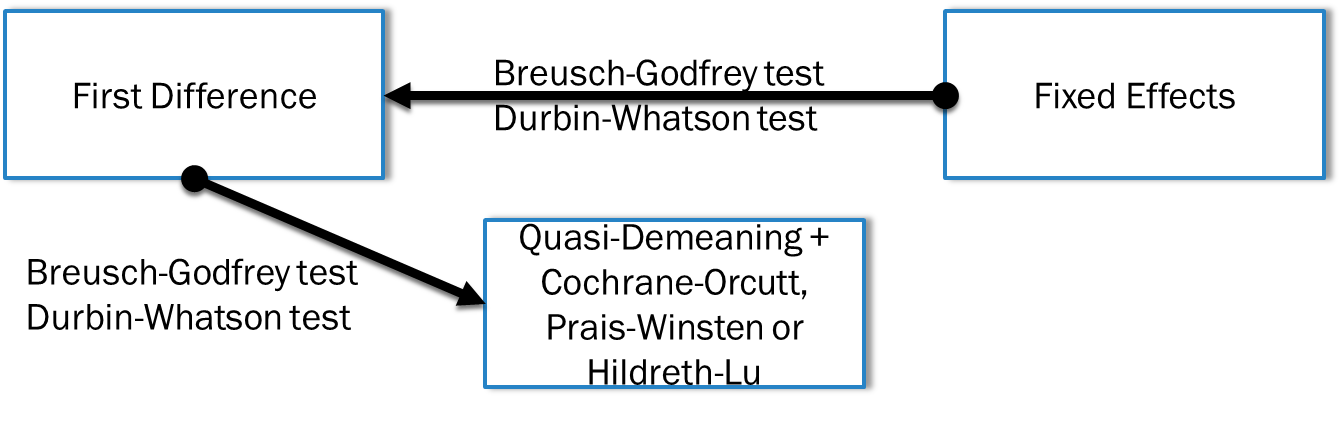 First Difference
Breusch-Godfrey test
Durbin-Whatson test
Fixed Effects
Breusch-Godfrey test
Durbin-Whatson test
Quasi-Demeaning +
Cochrane-Orcutt,
Prais-Winsten or
Hildreth-Lu